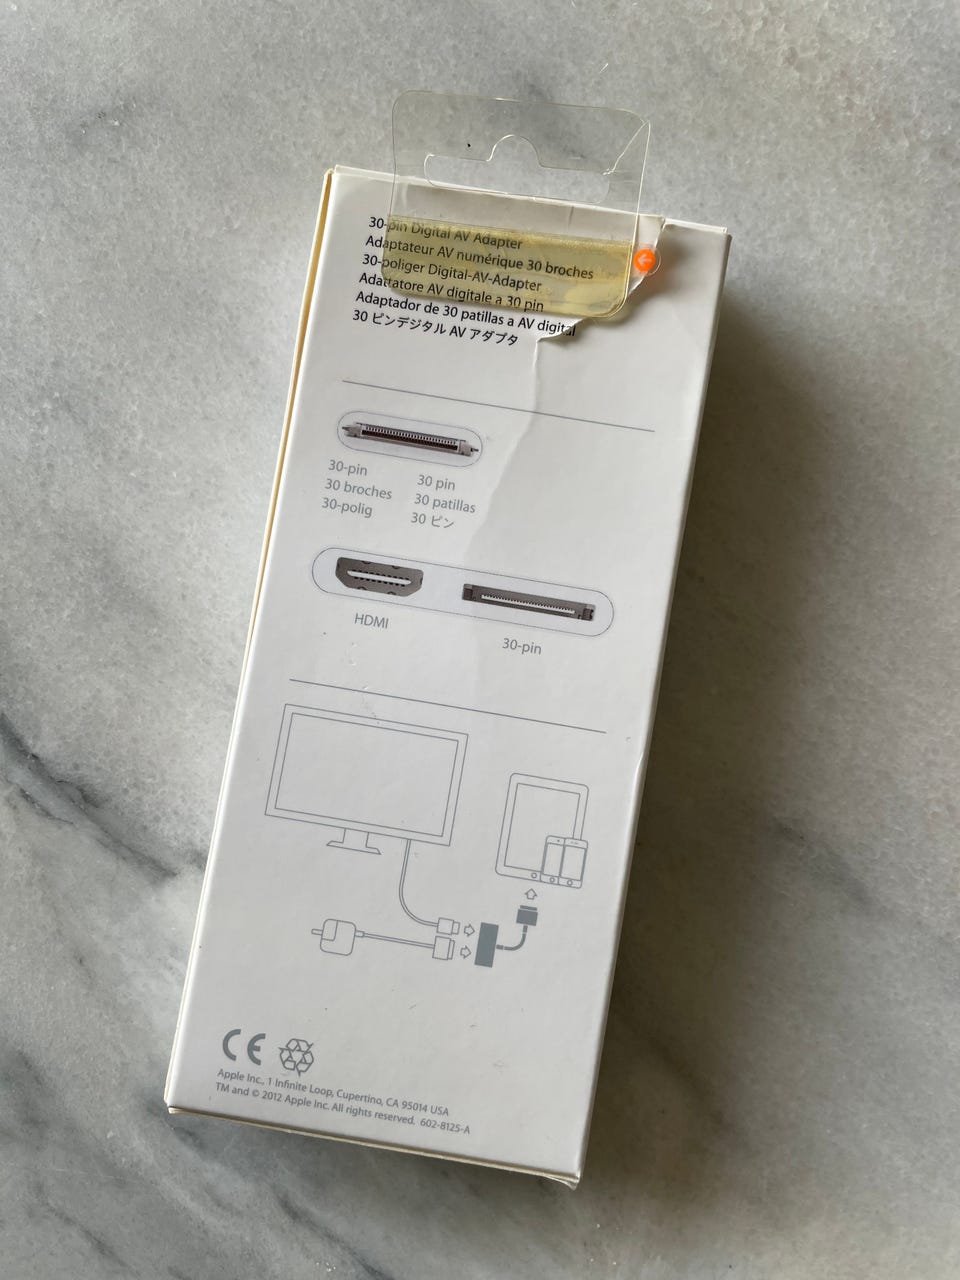 30-pin Digital AV Adapter
Adaptateur AV numérique 30 broches
30-poliger Digital-AV-Adapter
Adattatore AV digitale a 30 pin
Adaptador de 30 patillas a AV digital
30 ピンデジタル AV アダプタ
30-pin
30 broches
30-polig
30 pin
30 patillas
30 ピン
HDMI
30-pin
CE
Apple Inc., 1 Infinite Loop, Cupertino, CA 95014 USA
TM and © 2012 Apple Inc. All rights reserved. 602-8125-A